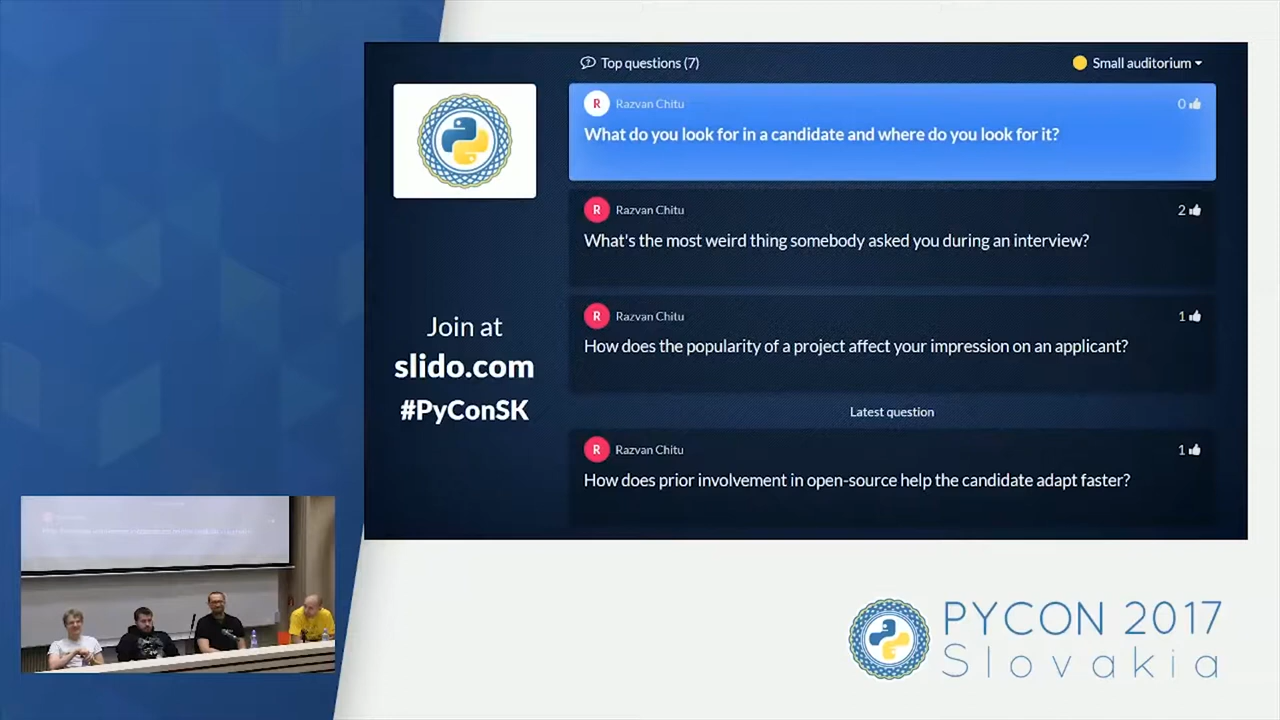 Top questions (7)
Small auditorium
R Razvan Chitu 0
What do you look for in a candidate and where do you look for it?
R Razvan Chitu 2
What's the most weird thing somebody asked you during an interview?
R Razvan Chitu 1
How does the popularity of a project affect your impression on an applicant?
Join at
slido.com
#PyConSK
Latest question
R Razvan Chitu 1
How does prior involvement in open-source help the candidate adapt faster?
PYCON 2017
Slovakia